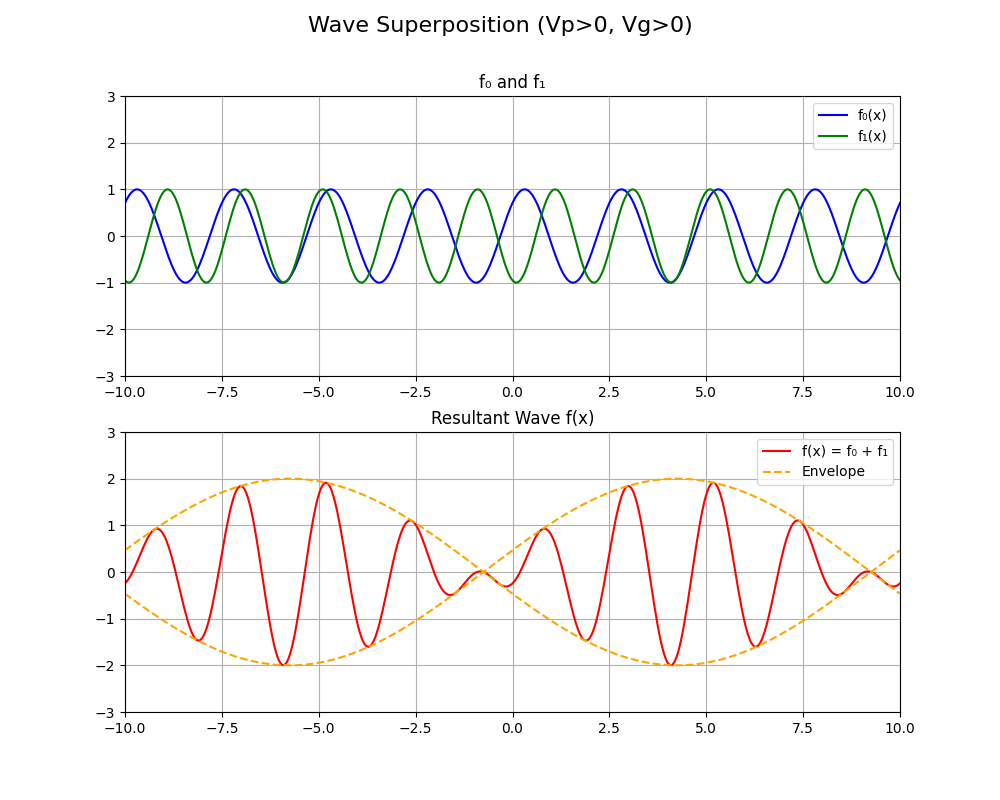 Wave Superposition (Vp>0, Vg>0)
f₀ and f₁
3
2
1
0
−1
−2
−3
f₀(x)
f₁(x)
−10.0 −7.5 −5.0 −2.5 0.0 2.5 5.0 7.5 10.0
Resultant Wave f(x)
3
2
1
0
−1
−2
−3
f(x) = f₀ + f₁
Envelope
−10.0 −7.5 −5.0 −2.5 0.0 2.5 5.0 7.5 10.0